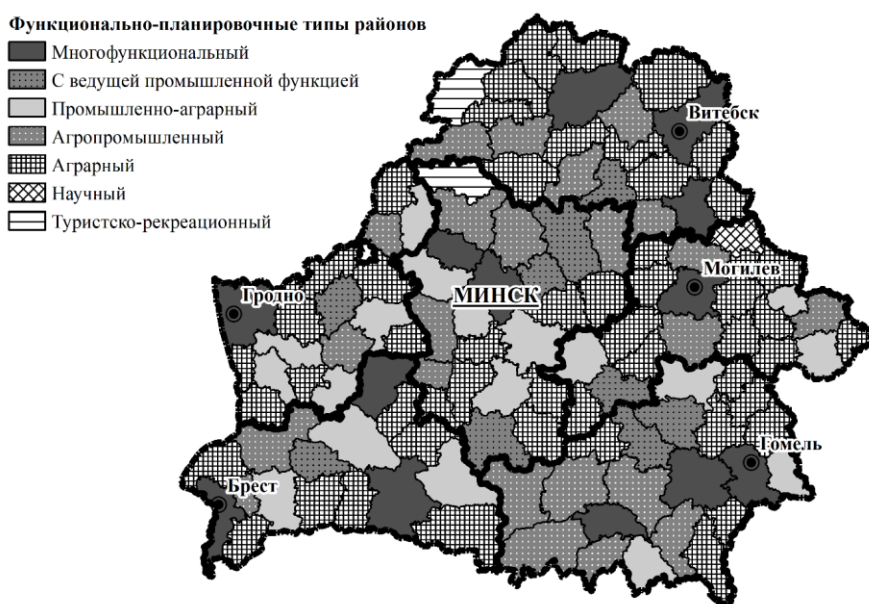 Функционально-планировочные типы районов
Многофункциональный
С ведущей промышленной функцией
Промышленно-аграрный
Агропромышленный
Аграрный
Научный
Туристско-рекреационный
Витебск
Могилев
Гродно
МИНСК
Гомель
Брест